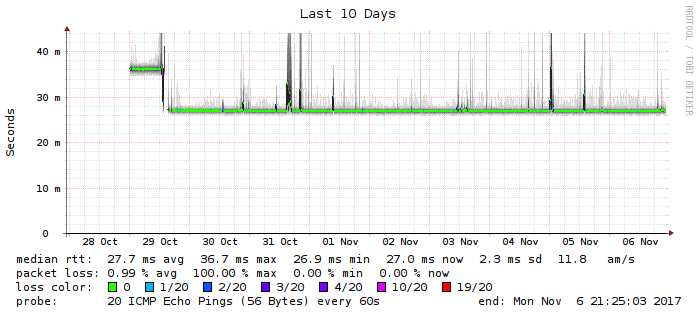 Last 10 Days
RRDTOOL / TOBI OETIKER
Seconds
40 m
30 m
20 m
10 m
0
28 Oct 29 Oct 30 Oct 31 Oct 01 Nov 02 Nov 03 Nov 04 Nov 05 Nov 06 Nov
median rtt: 27.7 ms avg 36.7 ms max 26.9 ms min 27.0 ms now 2.3 ms sd 11.8 am/s
packet loss: 0.99 % avg 100.00 % max 0.00 % min 0.00 % now
loss color: 0 1/20 2/20 3/20 4/20 10/20 19/20
probe: 20 ICMP Echo Pings (56 Bytes) every 60s end: Mon Nov 6 21:25:03 2017